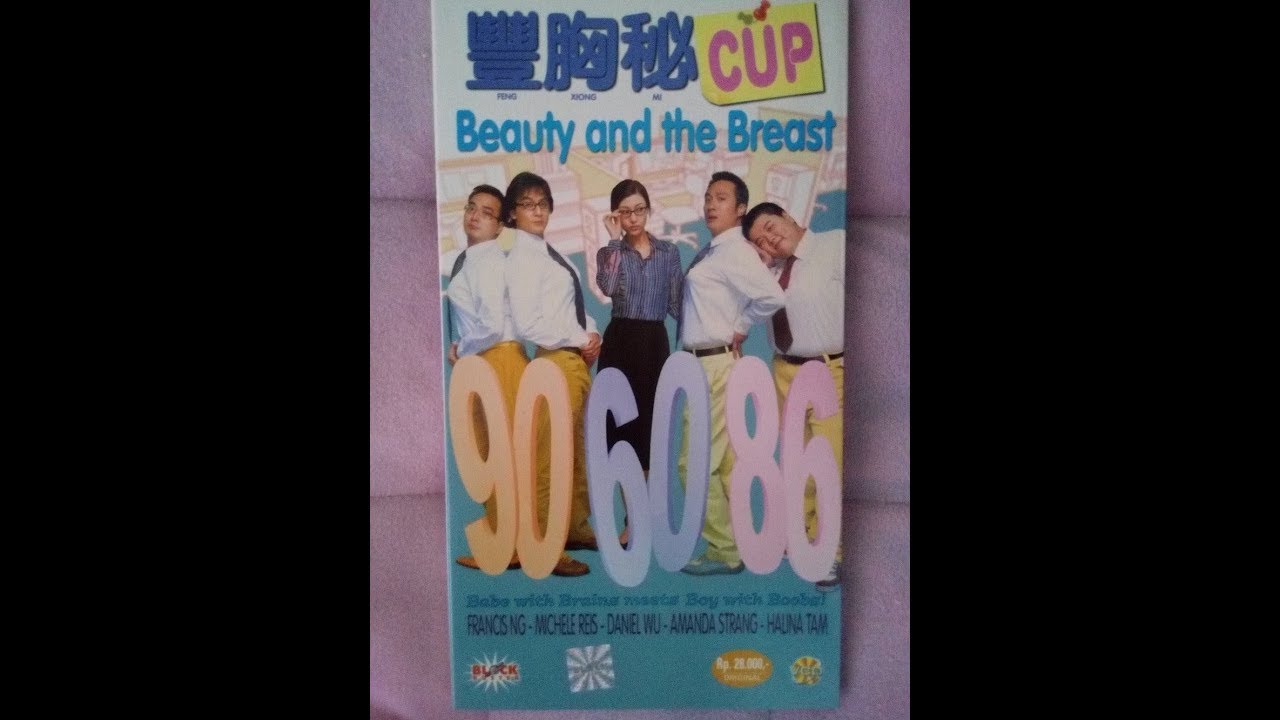 豐胸秘 CUP
FENG XIONG MI
Beauty and the Breast
90 60 86
Babe with Brains meets Boy with Boobs!
FRANCIS NG - MICHELE REIS - DANIEL WU - AMANDA STRANG - HALINA TAM
Rp. 28.000,-
ORIGINAL